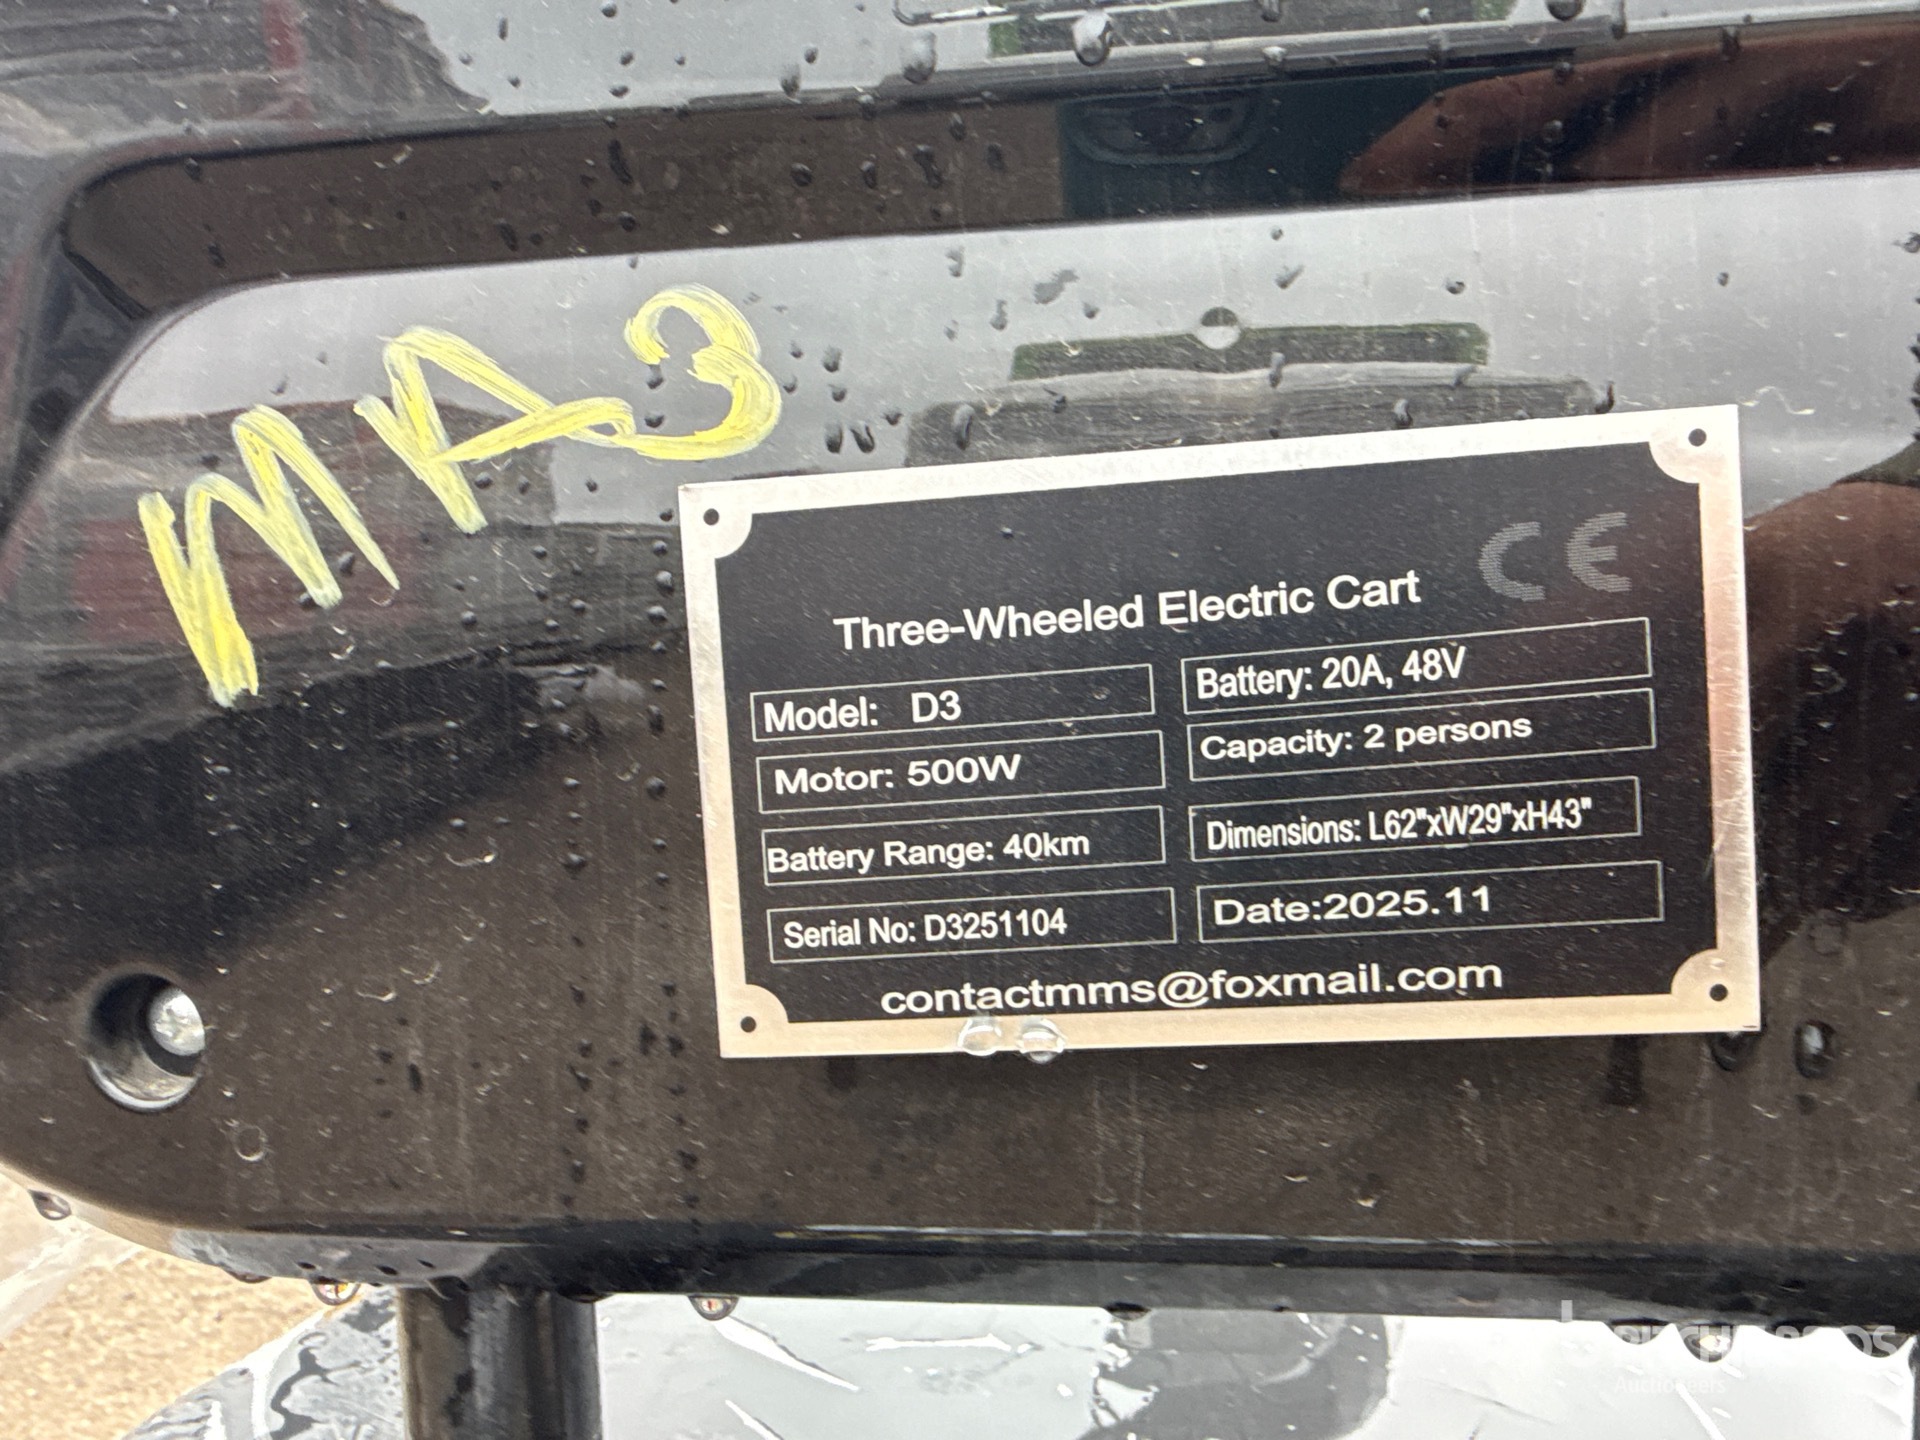 MA3
CE
Three-Wheeled Electric Cart
Model: D3
Battery: 20A, 48V
Motor: 500W
Capacity: 2 persons
Battery Range: 40km
Dimensions: L62"xW29"xH43"
Serial No: D3251104
Date:2025.11
contactmms@foxmail.com
Auctioneers